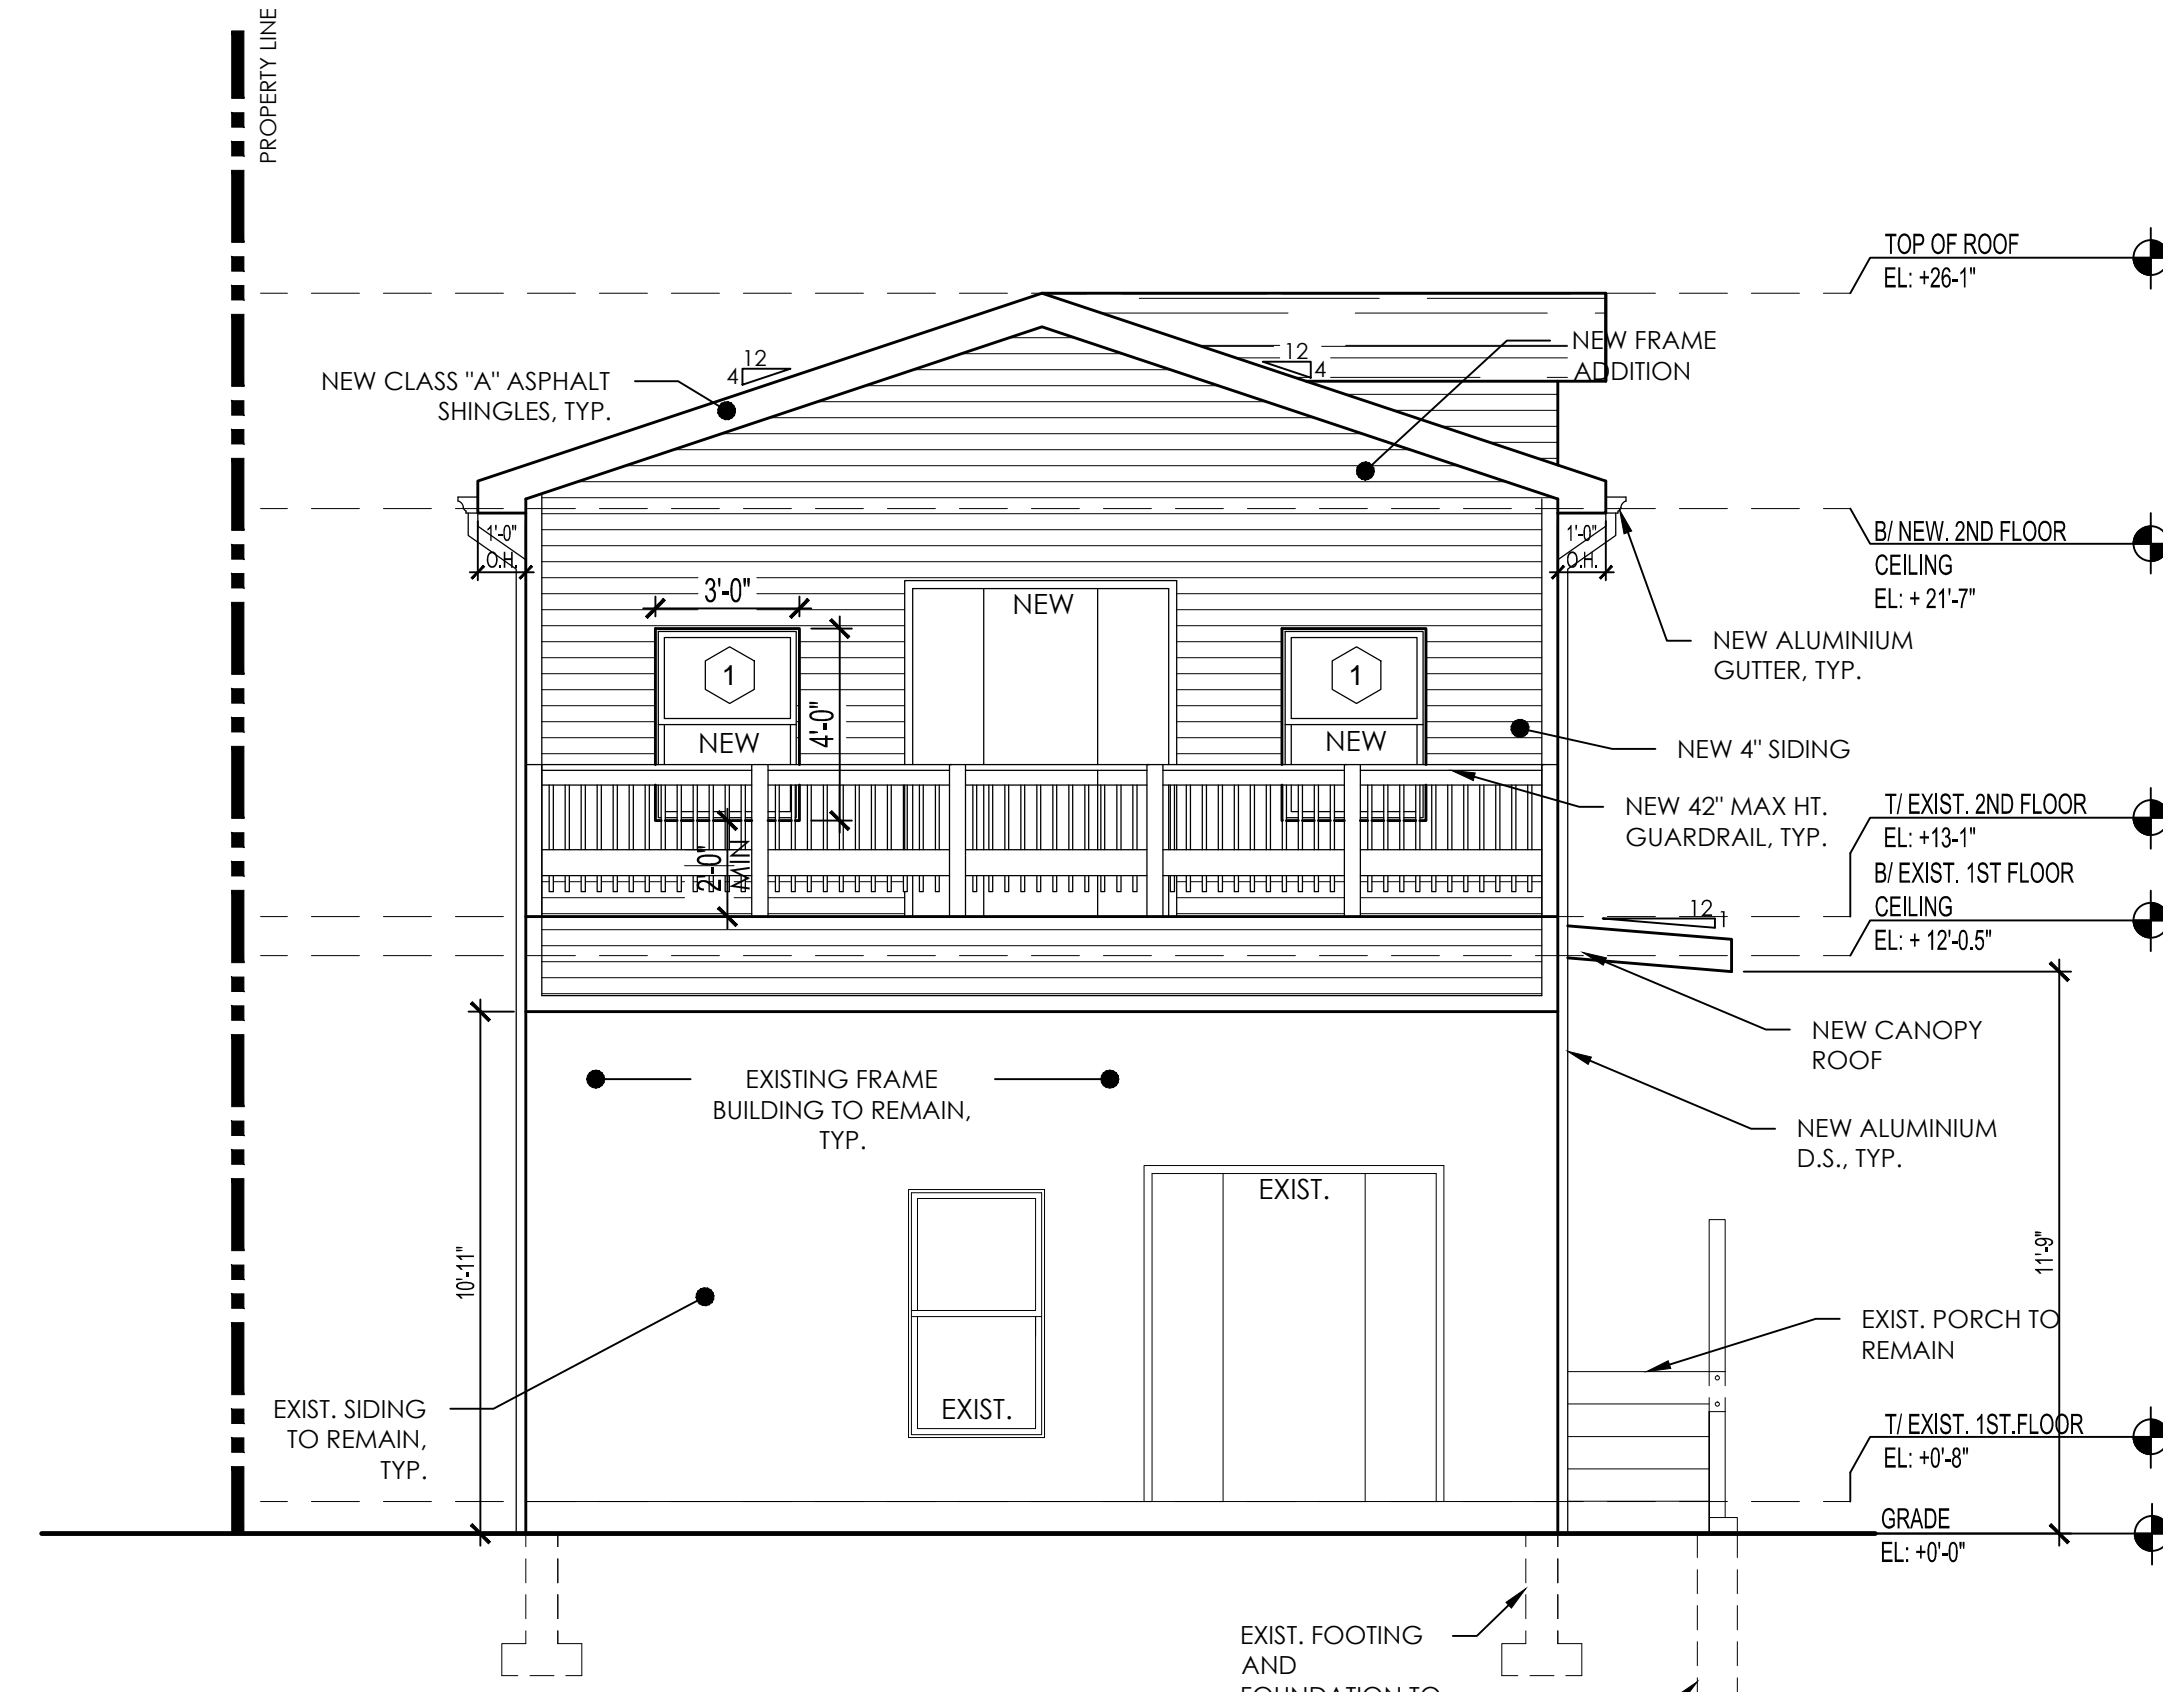 PROPERTY LINE
TOP OF ROOF
EL: +26-1"
NEW FRAME
ADDITION
12
4
12
4
NEW CLASS "A" ASPHALT
SHINGLES, TYP.
B/ NEW. 2ND FLOOR
CEILING
EL: + 21'-7"
1'-0"
O.H.
1'-0"
O.H.
3'-0"
NEW
NEW ALUMINIUM
GUTTER, TYP.
1
1
4'-0"
NEW
NEW
NEW 4" SIDING
NEW 42" MAX HT.
GUARDRAIL, TYP.
T/ EXIST. 2ND FLOOR
EL: +13-1"
2'-0"
MIN
B/ EXIST. 1ST FLOOR
CEILING
EL: + 12'-0.5"
12
1
NEW CANOPY
ROOF
EXISTING FRAME
BUILDING TO REMAIN,
TYP.
NEW ALUMINIUM
D.S., TYP.
EXIST.
10'-11"
11'-9"
EXIST. PORCH TO
REMAIN
EXIST.
EXIST. SIDING
TO REMAIN,
TYP.
T/ EXIST. 1ST.FLOOR
EL: +0'-8"
GRADE
EL: +0'-0"
EXIST. FOOTING
AND
FOUNDATION TO